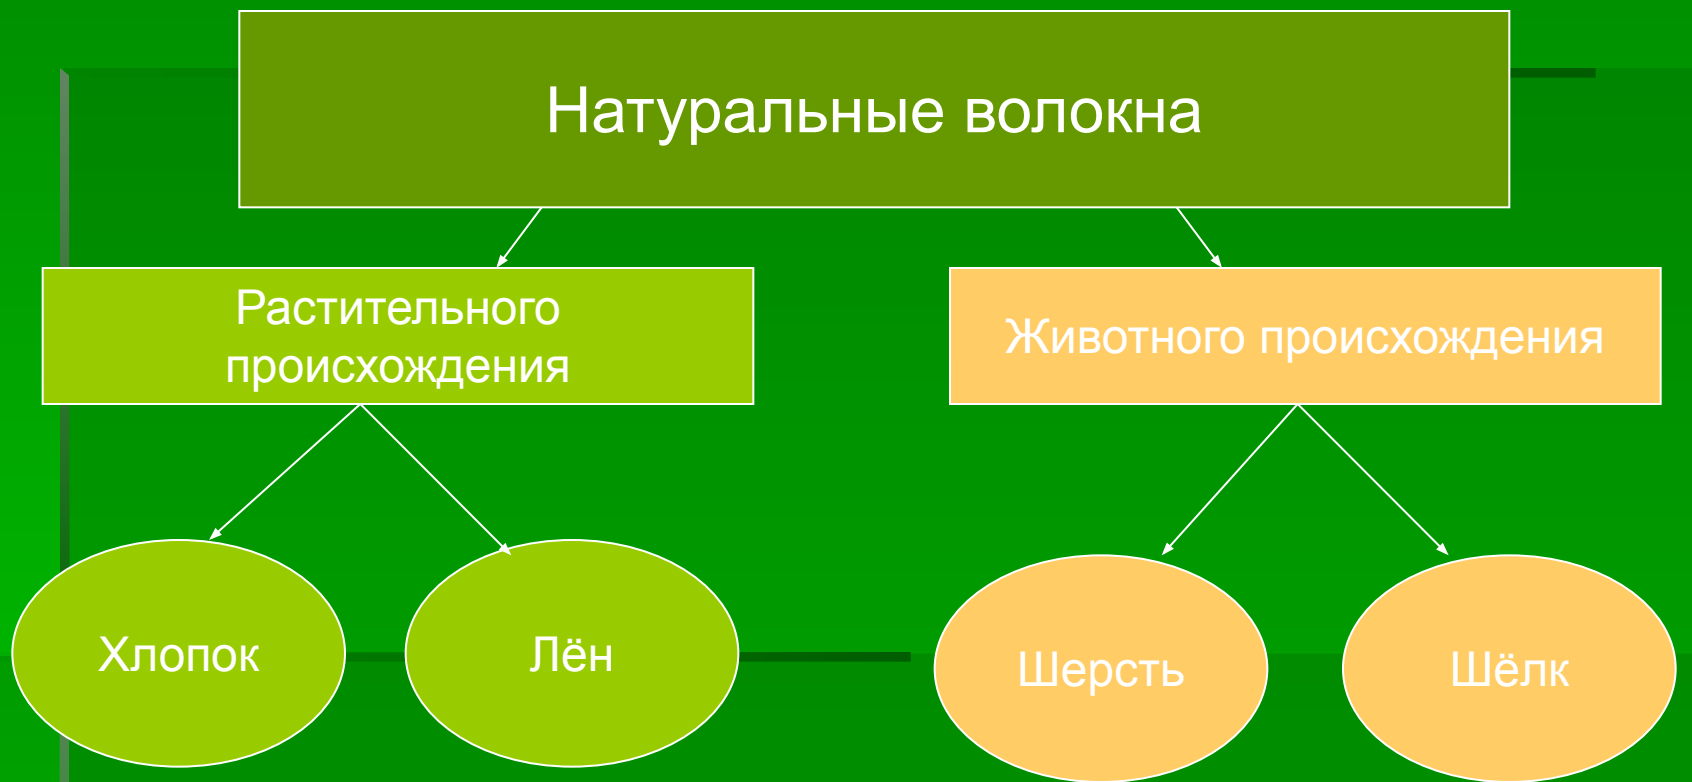 Натуральные волокна
Растительного
происхождения
Животного происхождения
Хлопок
Лён
Шерсть
Шёлк